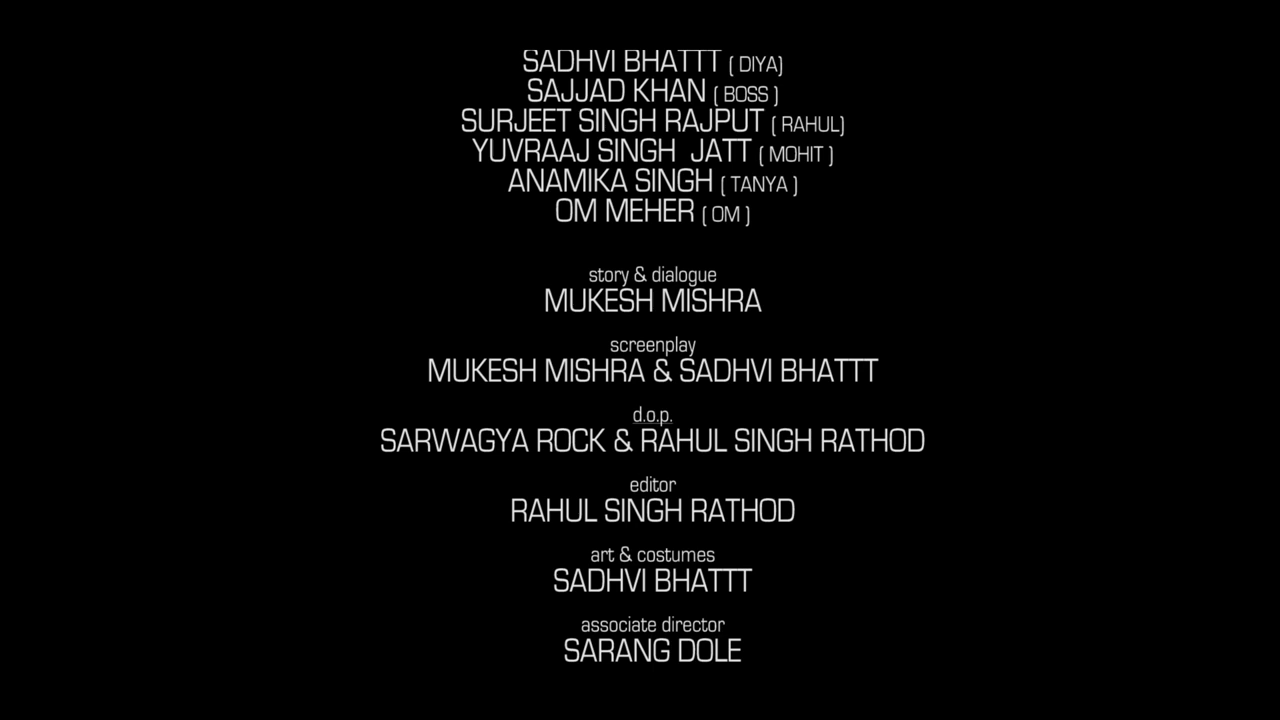 SADHVI BHATTT ( DIYA)
SAJJAD KHAN ( BOSS )
SURJEET SINGH RAJPUT ( RAHUL)
YUVRAAJ SINGH  JATT ( MOHIT )
ANAMIKA SINGH ( TANYA )
OM MEHER ( OM )
story & dialogue
MUKESH MISHRA
screenplay
MUKESH MISHRA & SADHVI BHATTT
d.o.p.
SARWAGYA ROCK & RAHUL SINGH RATHOD
editor
RAHUL SINGH RATHOD
art & costumes
SADHVI BHATTT
associate director
SARANG DOLE